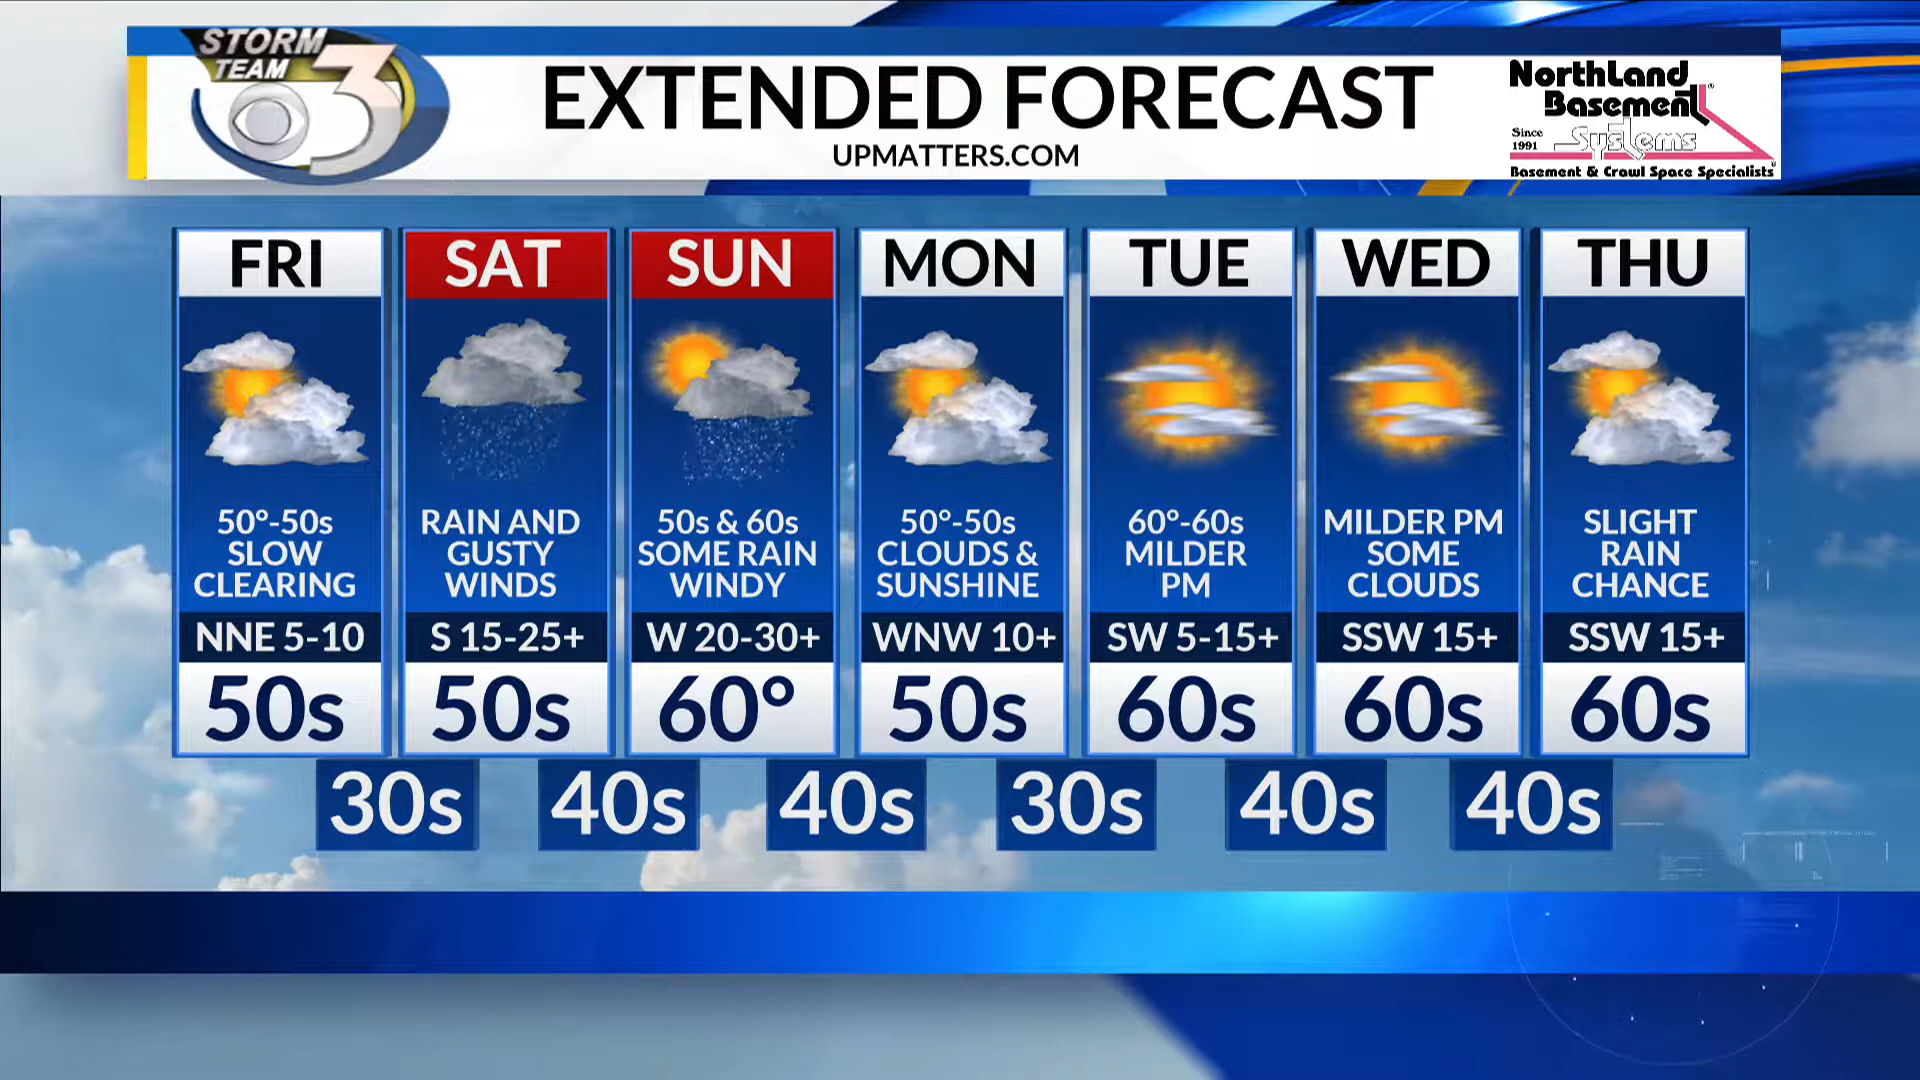 STORM
TEAM
3
EXTENDED FORECAST
UPMATTERS.COM
NorthLand
Basement
®
Since
1991
Systems
Basement & Crawl Space Specialists
FRI
50°-50s
SLOW
CLEARING
NNE 5-10
50s
SAT
RAIN AND
GUSTY
WINDS
S 15-25+
50s
SUN
50s & 60s
SOME RAIN
WINDY
W 20-30+
60°
MON
50°-50s
CLOUDS &
SUNSHINE
WNW 10+
50s
TUE
60°-60s
MILDER
PM
SW 5-15+
60s
WED
MILDER PM
SOME
CLOUDS
SSW 15+
60s
THU
SLIGHT
RAIN
CHANCE
SSW 15+
60s
30s
40s
40s
30s
40s
40s